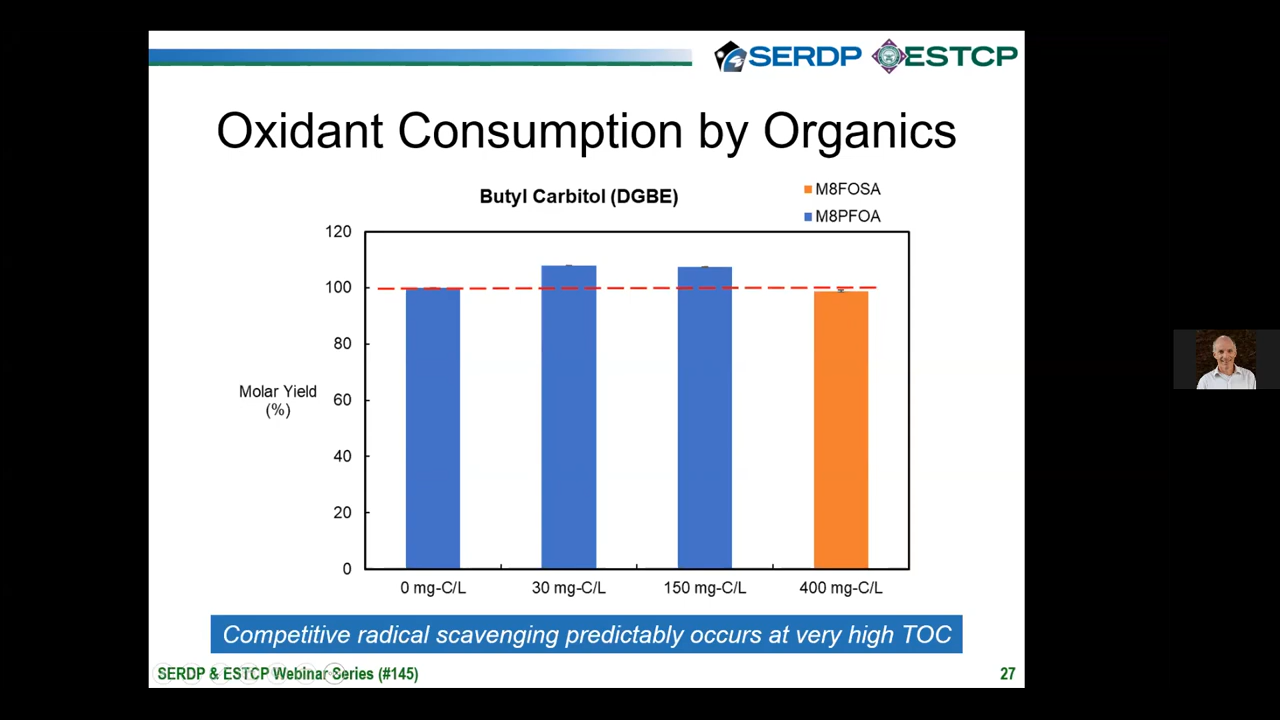 SERDP ESTCP
Oxidant Consumption by Organics
Butyl Carbitol (DGBE)
M8FOSA
M8PFOA
120
100
80
60
40
20
0
Molar Yield
(%)
0 mg-C/L 30 mg-C/L 150 mg-C/L 400 mg-C/L
Competitive radical scavenging predictably occurs at very high TOC
SERDP & ESTCP Webinar Series (#145) 27